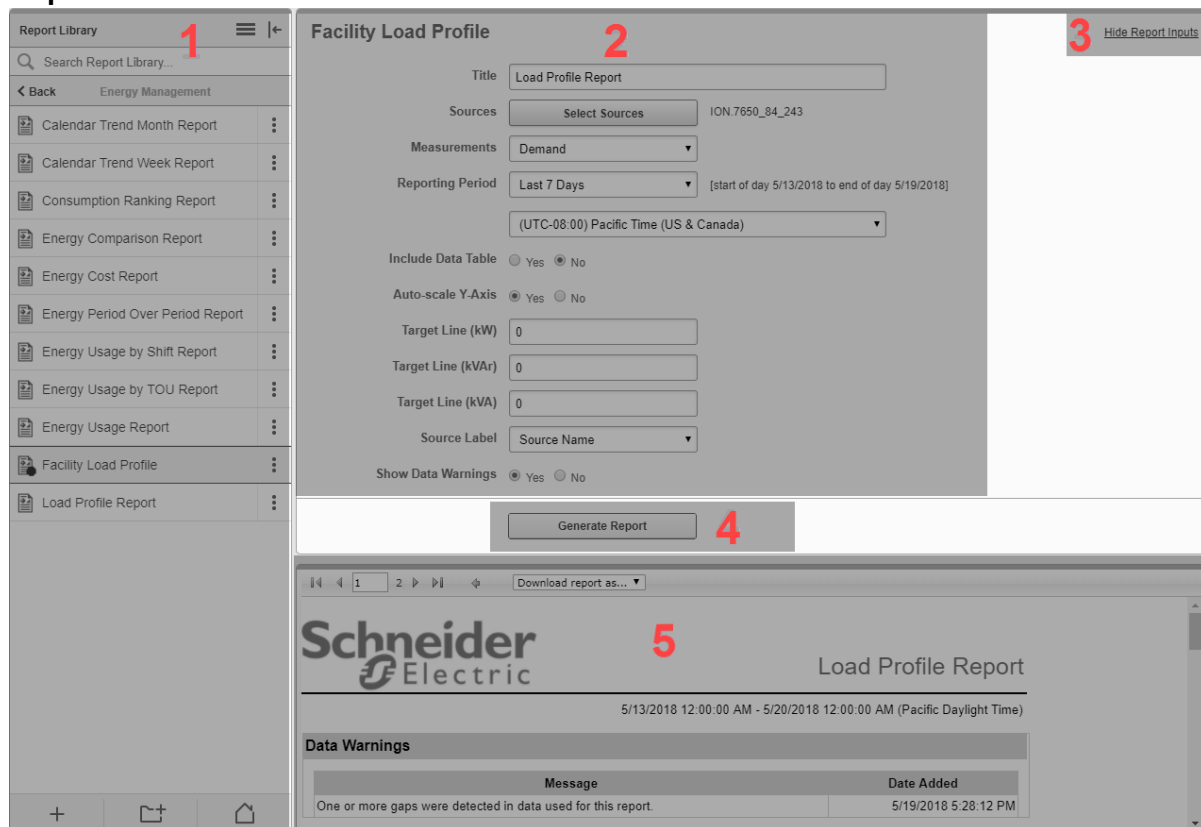 Report Library
1
Search Report Library...
Back Energy Management
Calendar Trend Month Report
Calendar Trend Week Report
Consumption Ranking Report
Energy Comparison Report
Energy Cost Report
Energy Period Over Period Report
Energy Usage by Shift Report
Energy Usage by TOU Report
Energy Usage Report
Facility Load Profile
Load Profile Report
Facility Load Profile
2
3
Hide Report Inputs
Title Load Profile Report
Sources Select Sources ION.7650_84_243
Measurements Demand
Reporting Period Last 7 Days [start of day 5/13/2018 to end of day 5/19/2018]
(UTC-08:00) Pacific Time (US & Canada)
Include Data Table Yes No
Auto-scale Y-Axis Yes No
Target Line (kW) 0
Target Line (kVAr) 0
Target Line (kVA) 0
Source Label Source Name
Show Data Warnings Yes No
Generate Report 4
1 2 Download report as...
5
Schneider
Electric
Load Profile Report
5/13/2018 12:00:00 AM - 5/20/2018 12:00:00 AM (Pacific Daylight Time)
Data Warnings
Message Date Added
One or more gaps were detected in data used for this report. 5/19/2018 5:28:12 PM